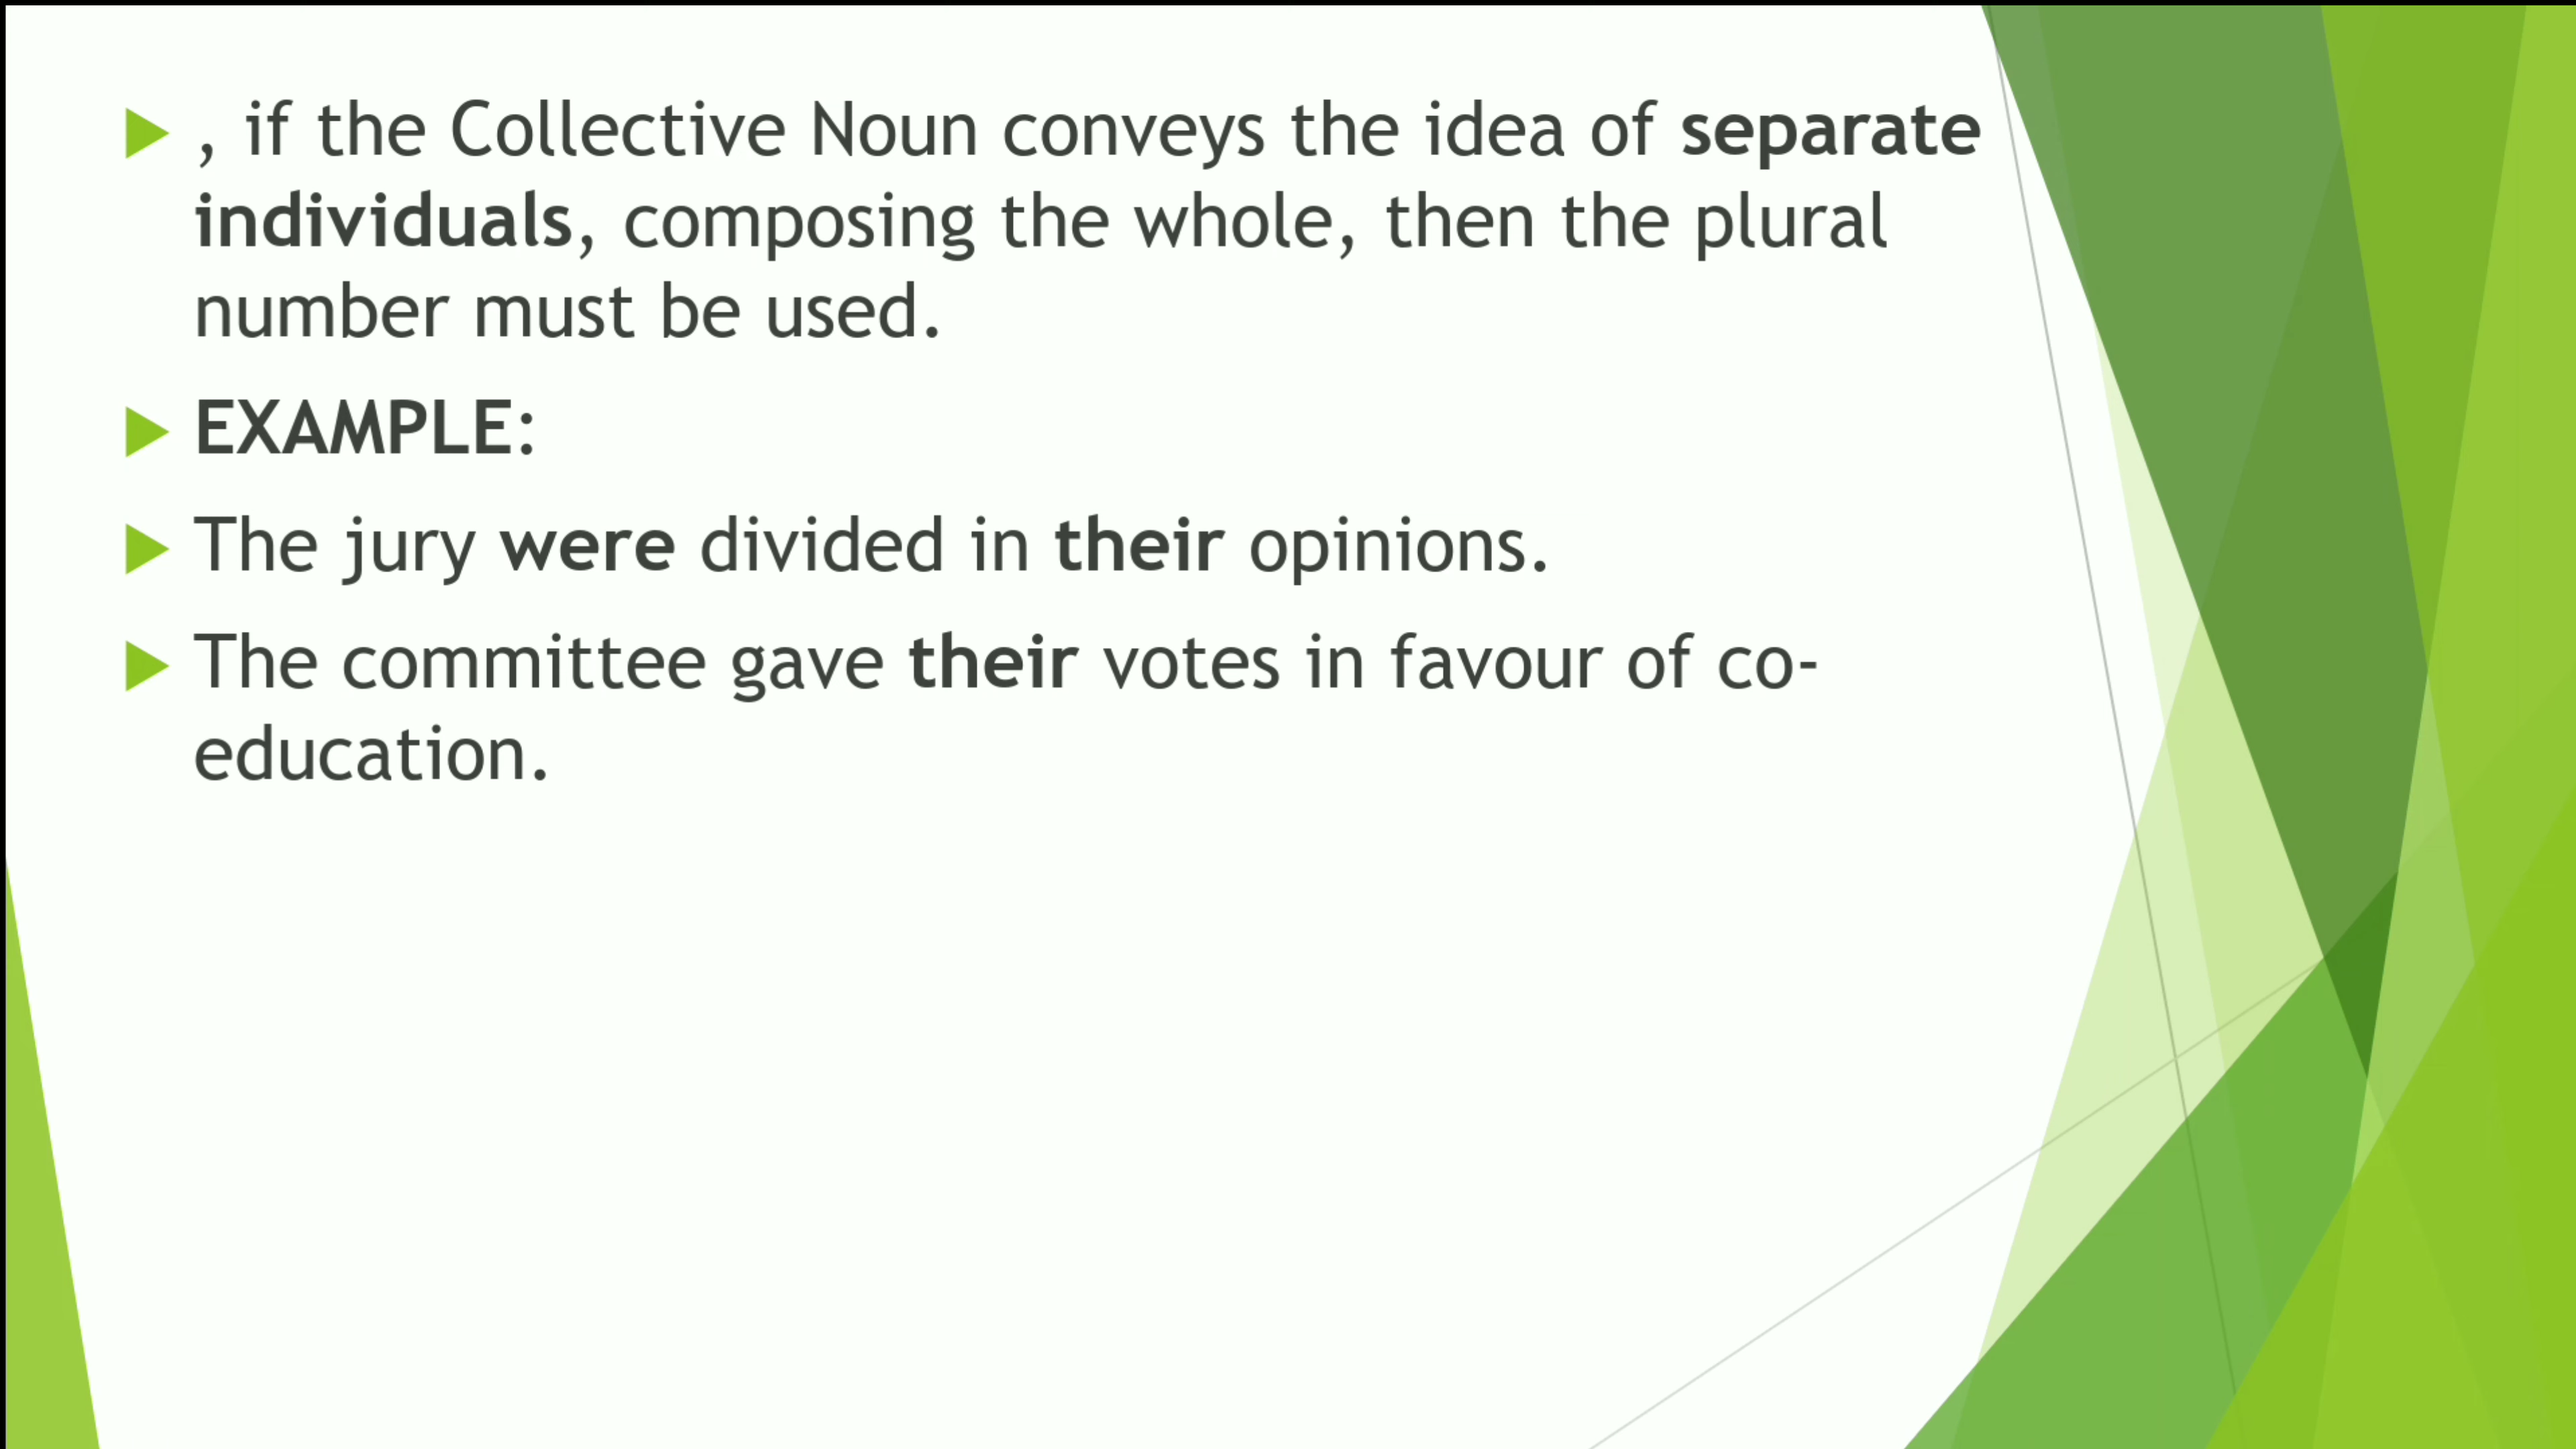 , if the Collective Noun conveys the idea of separate
individuals, composing the whole, then the plural
number must be used.
EXAMPLE:
The jury were divided in their opinions.
The committee gave their votes in favour of co-
education.